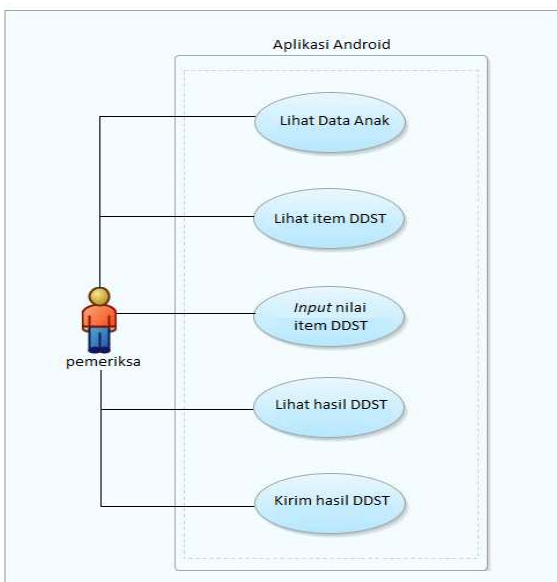 Aplikasi Android
Lihat Data Anak
Lihat item DDST
Input nilai
item DDST
pemeriksa
Lihat hasil DDST
Kirim hasil DDST